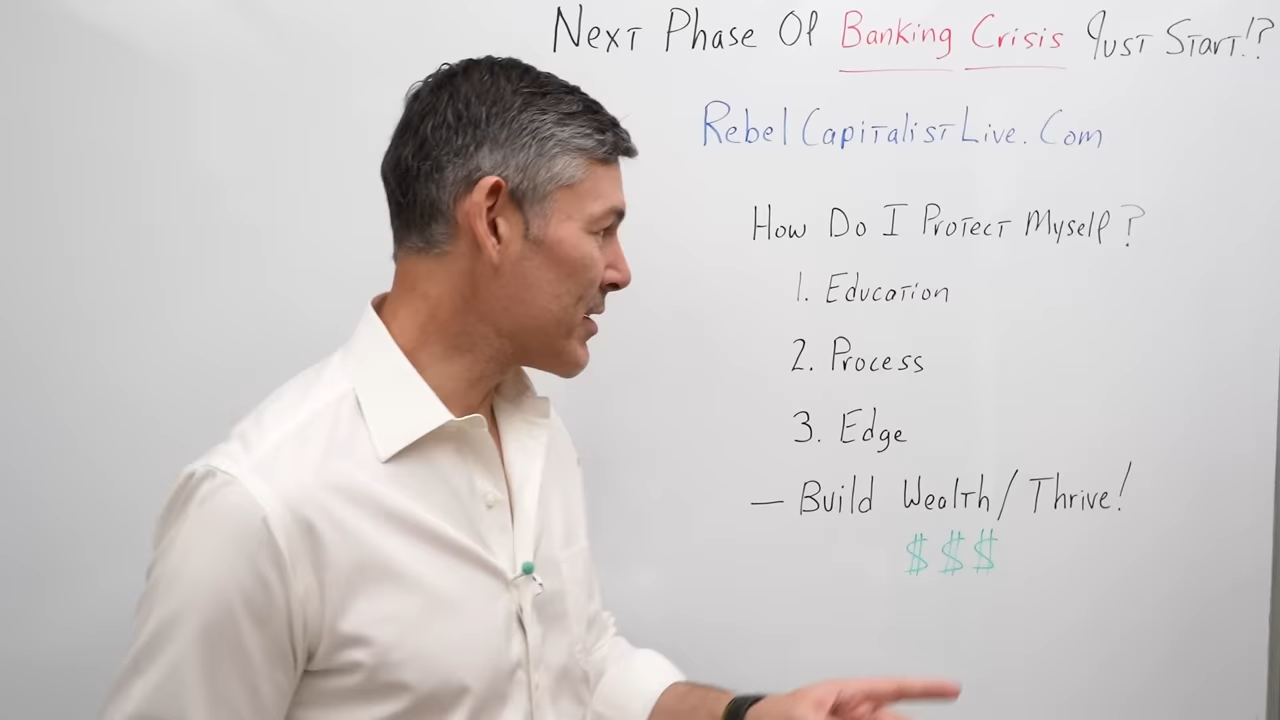 Next Phase Of Banking Crisis Just Start!?
RebelCapitalistLive.Com
How Do I Protect Myself?
1. Education
2. Process
3. Edge
— Build Wealth/Thrive!
$$$